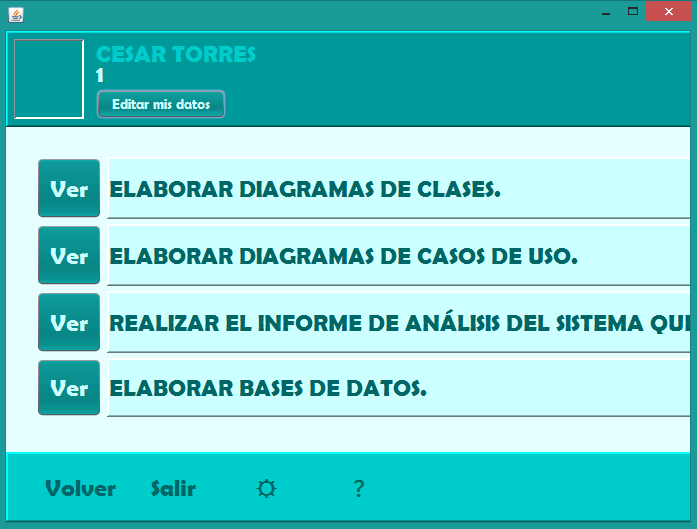 CESAR TORRES
1
Editar mis datos
Ver ELABORAR DIAGRAMAS DE CLASES.
Ver ELABORAR DIAGRAMAS DE CASOS DE USO.
Ver REALIZAR EL INFORME DE ANÁLISIS DEL SISTEMA QUE
Ver ELABORAR BASES DE DATOS.
Volver Salir ?